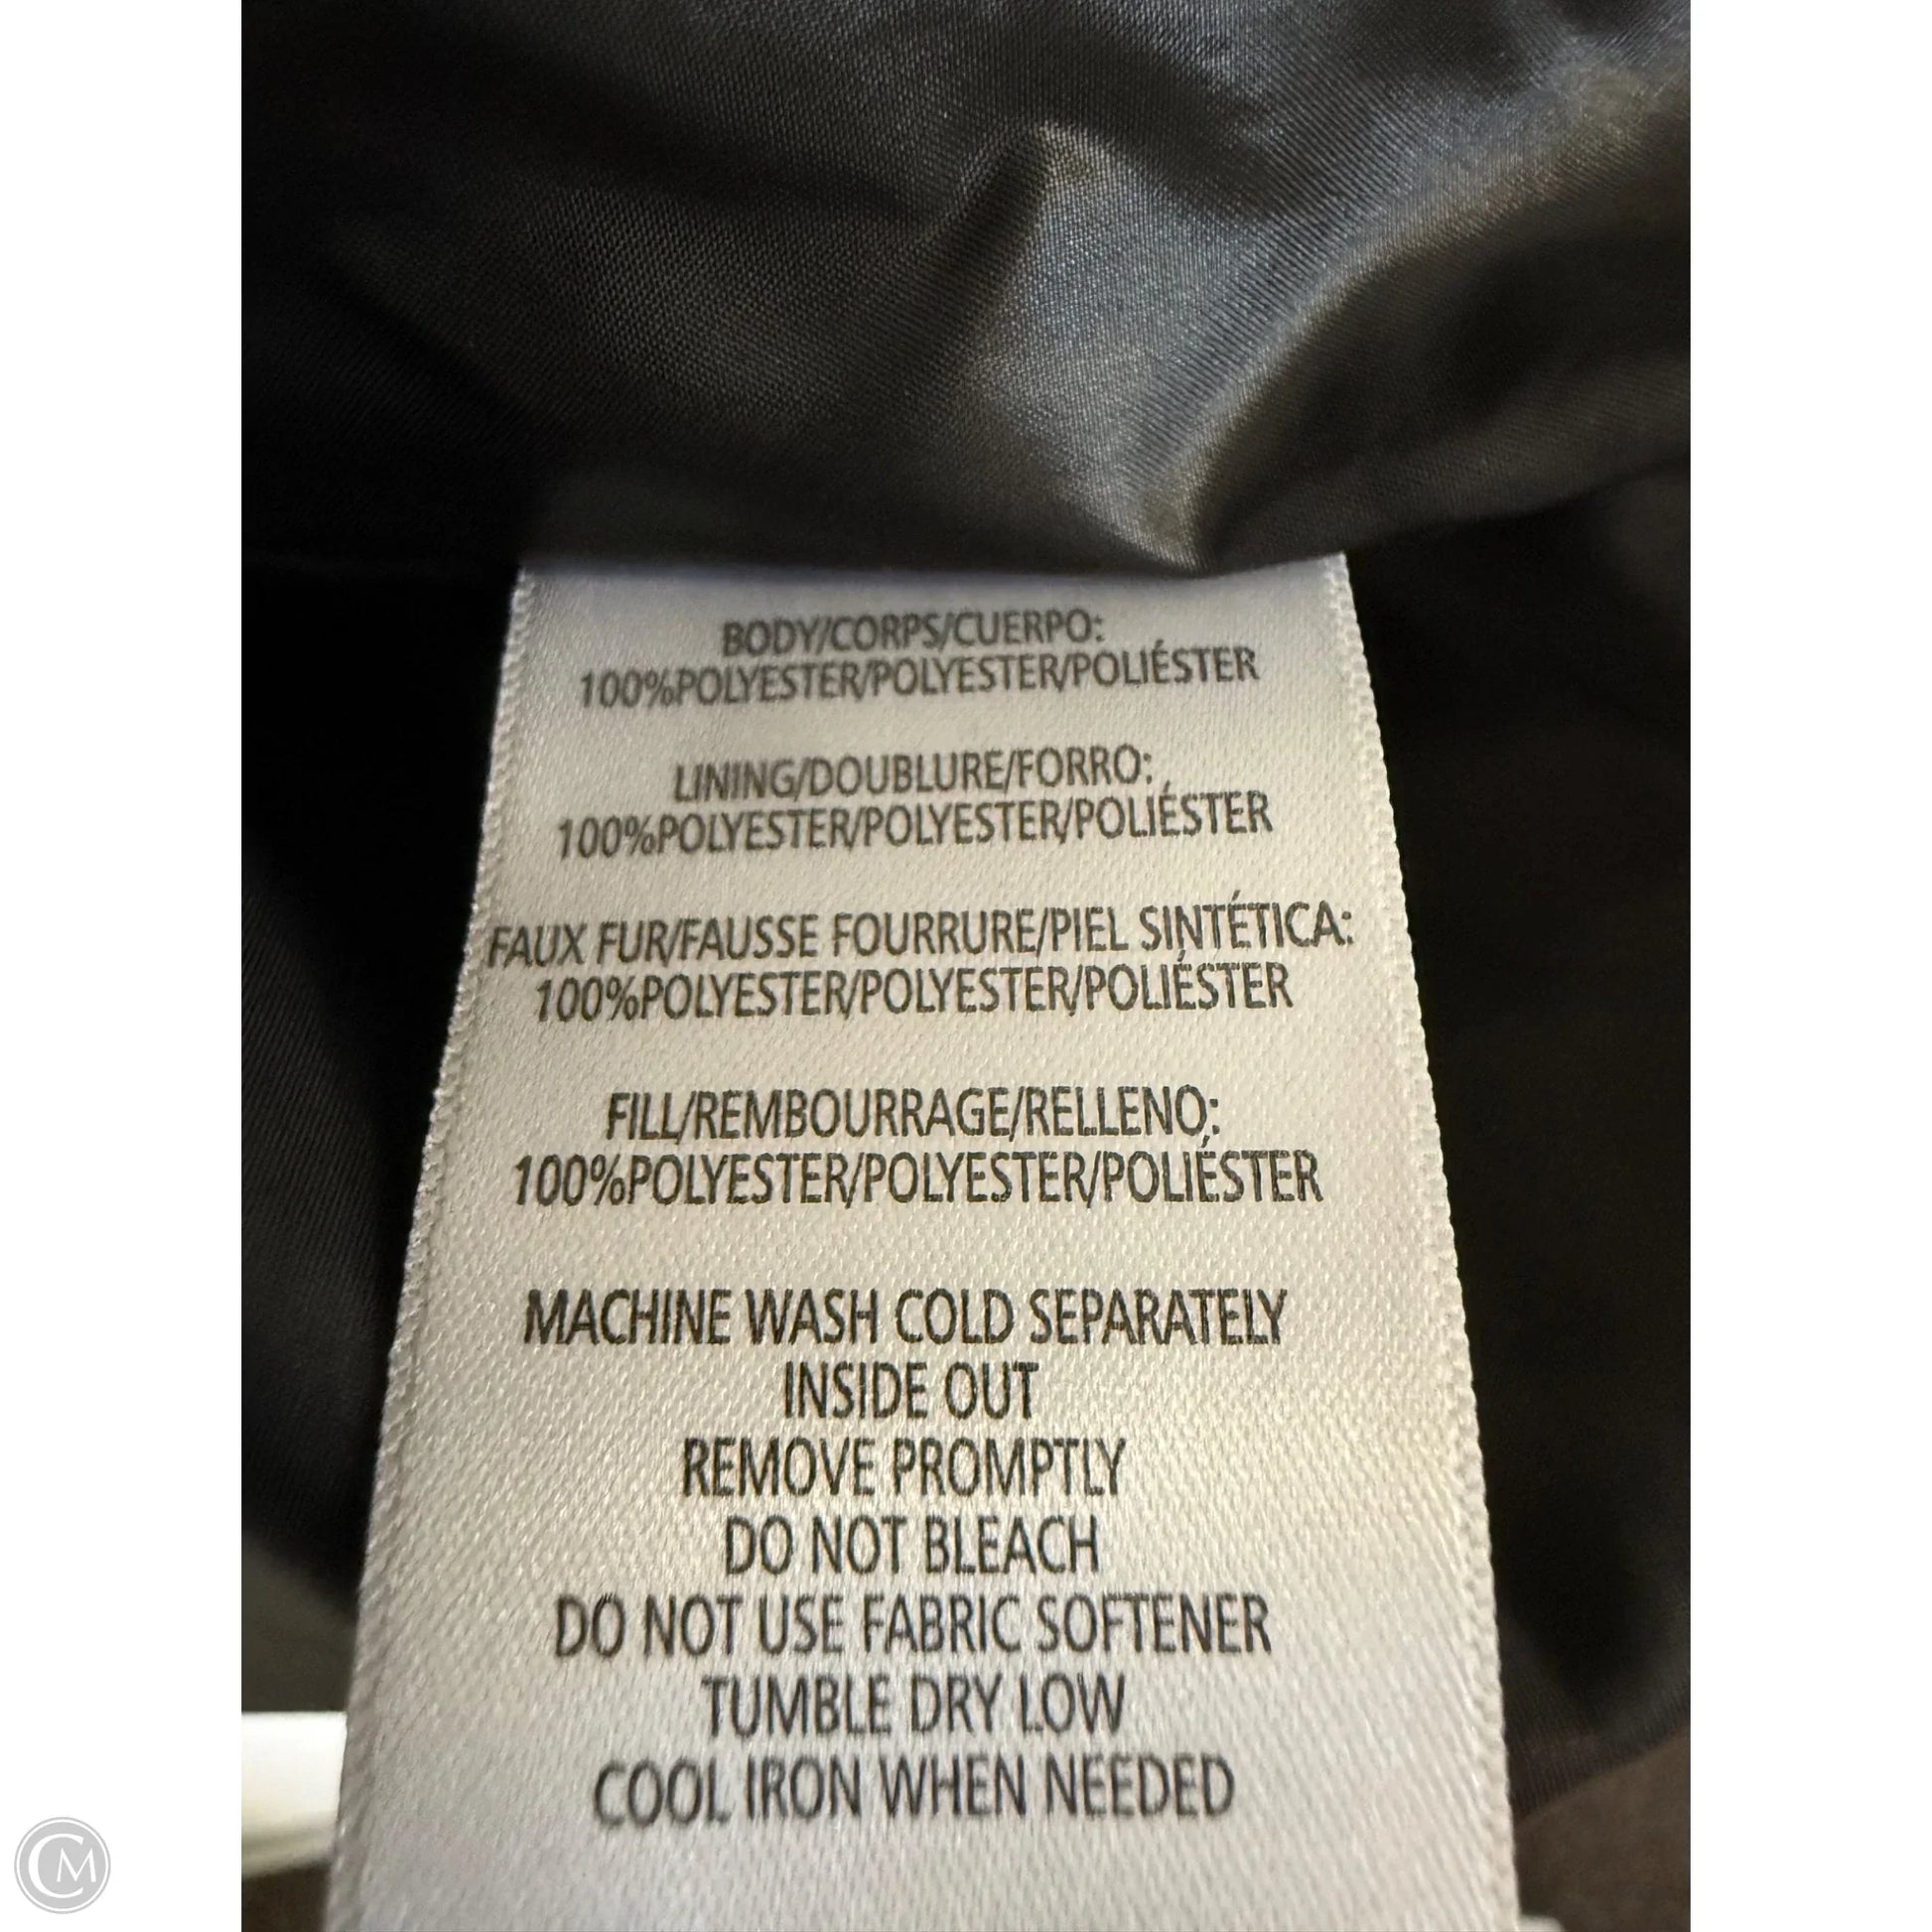 BODY/CORPS/CUERPO:
100%POLYESTER/POLYESTER/POLIÉSTER
LINING/DOUBLURE/FORRO:
100%POLYESTER/POLYESTER/POLIÉSTER
FAUX FUR/FAUSSE FOURRURE/PIEL SINTÉTICA:
100%POLYESTER/POLYESTER/POLIÉSTER
FILL/REMBOURRAGE/RELLENO:
100%POLYESTER/POLYESTER/POLIÉSTER
MACHINE WASH COLD SEPARATELY
INSIDE OUT
REMOVE PROMPTLY
DO NOT BLEACH
DO NOT USE FABRIC SOFTENER
TUMBLE DRY LOW
COOL IRON WHEN NEEDED
CM